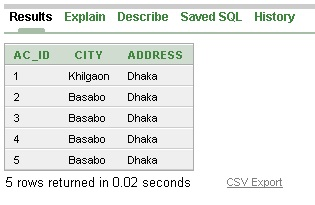 Results Explain Describe Saved SQL History
AC_ID CITY ADDRESS
1 Khilgaon Dhaka
2 Basabo Dhaka
3 Basabo Dhaka
4 Basabo Dhaka
5 Basabo Dhaka
5 rows returned in 0.02 seconds CSV Export